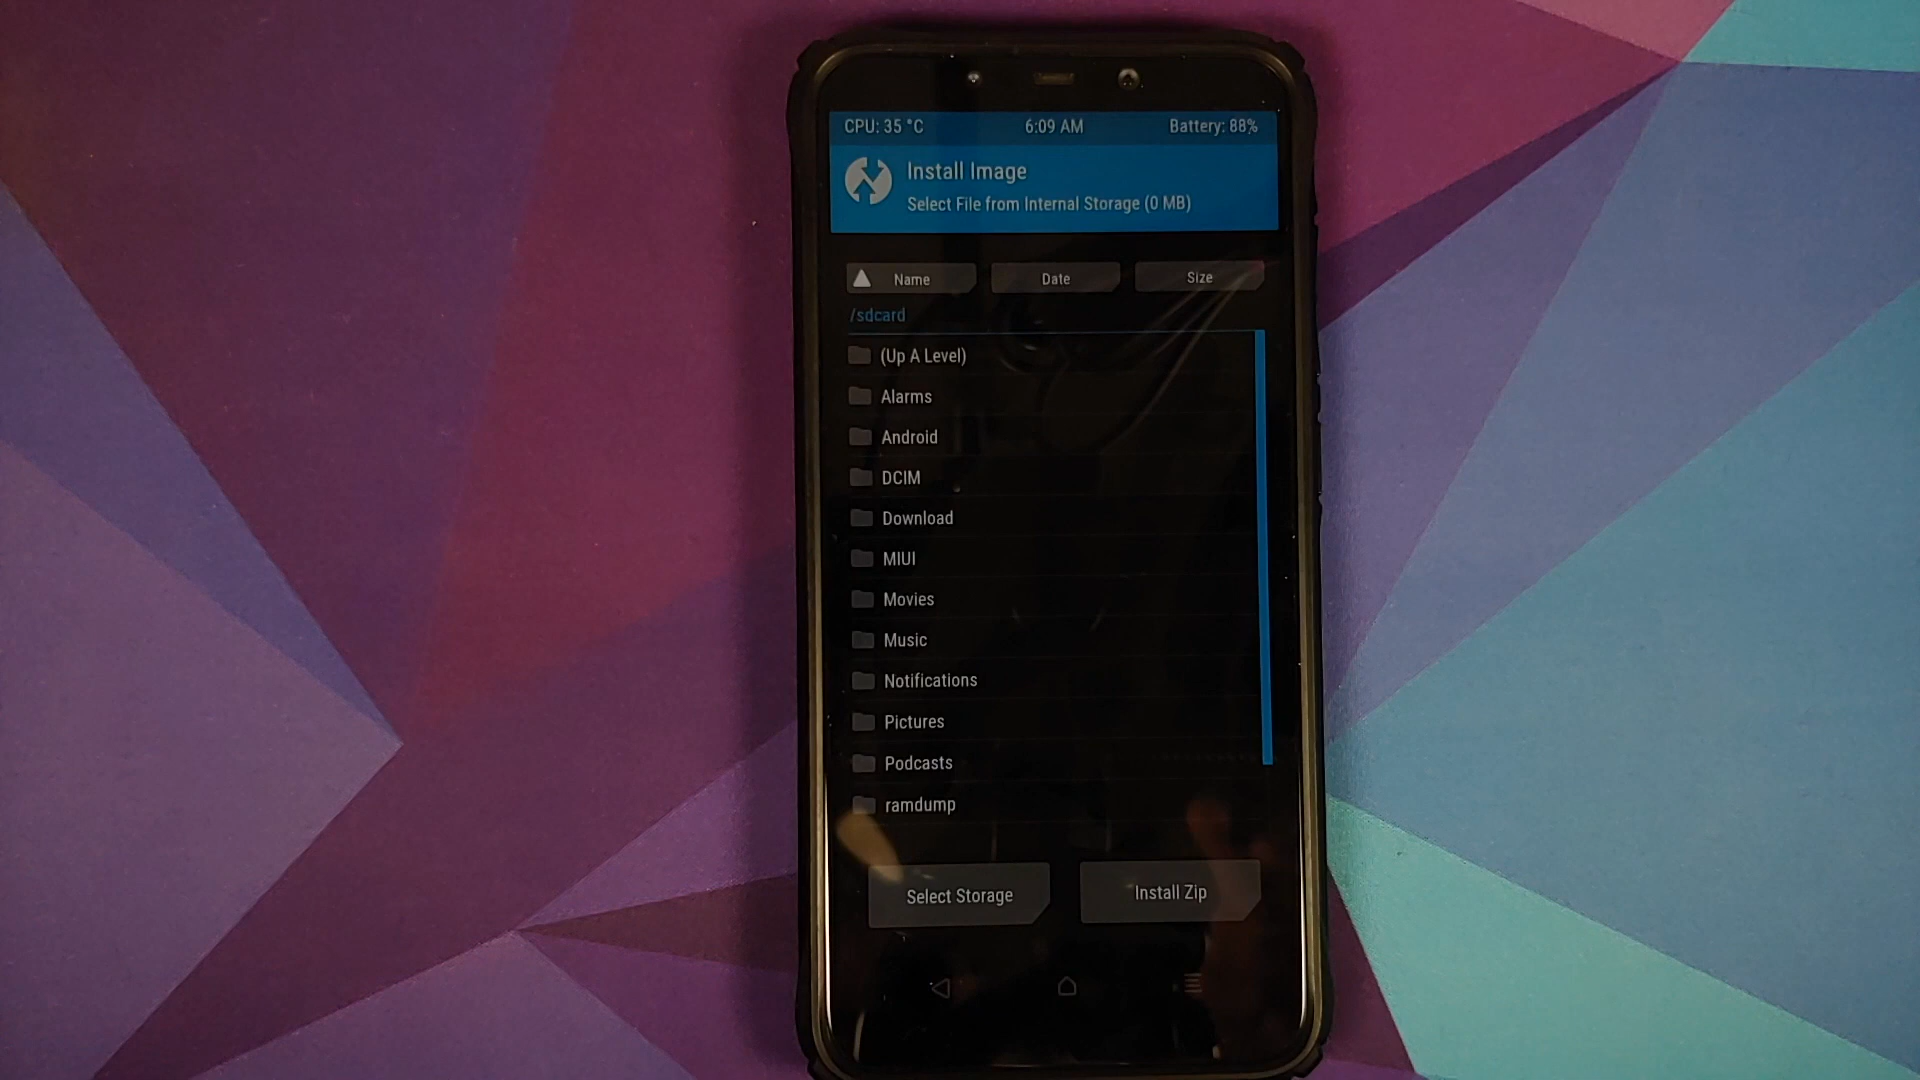 CPU: 35 °C 6:09 AM Battery: 88%
Install Image
Select File from Internal Storage (0 MB)
Name Date Size
/sdcard
(Up A Level)
Alarms
Android
DCIM
Download
MIUI
Movies
Music
Notifications
Pictures
Podcasts
ramdump
Select Storage Install Zip